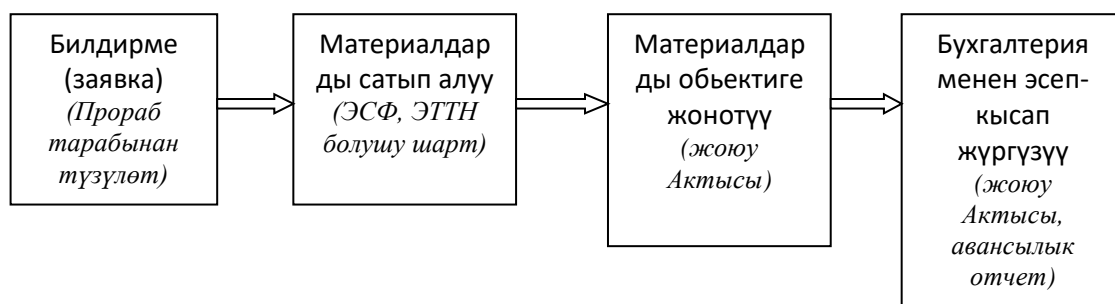 Билдирме
(заявка)
(Прораб
тарабынан
түзүлөт)
Материалдар
ды сатып алуу
(ЭСФ, ЭТТН
болушу шарт)
Материалдар
ды обьектиге
жонотүү
(жоюу
Актысы)
Бухгалтерия
менен эсеп-
кысап
жүргүзүү
(жоюу
Актысы,
авансылык
отчет)